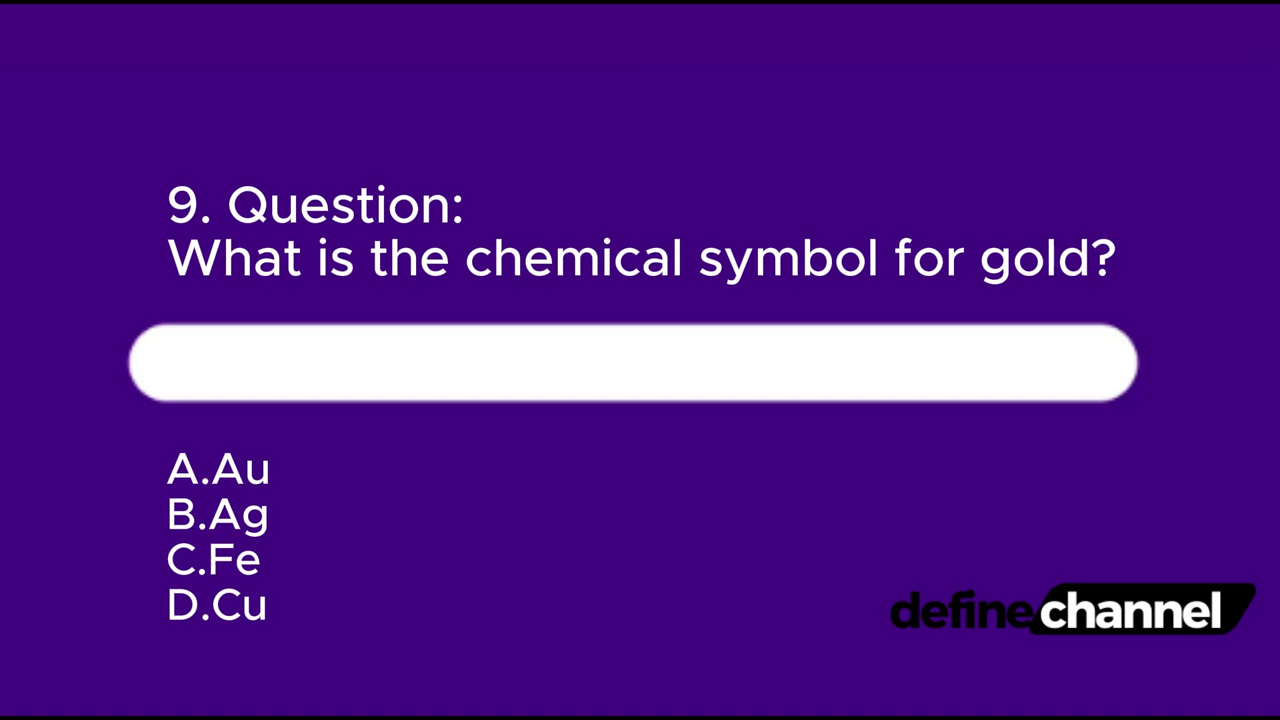 9. Question:
What is the chemical symbol for gold?
A.Au
B.Ag
C.Fe
D.Cu
definechannel